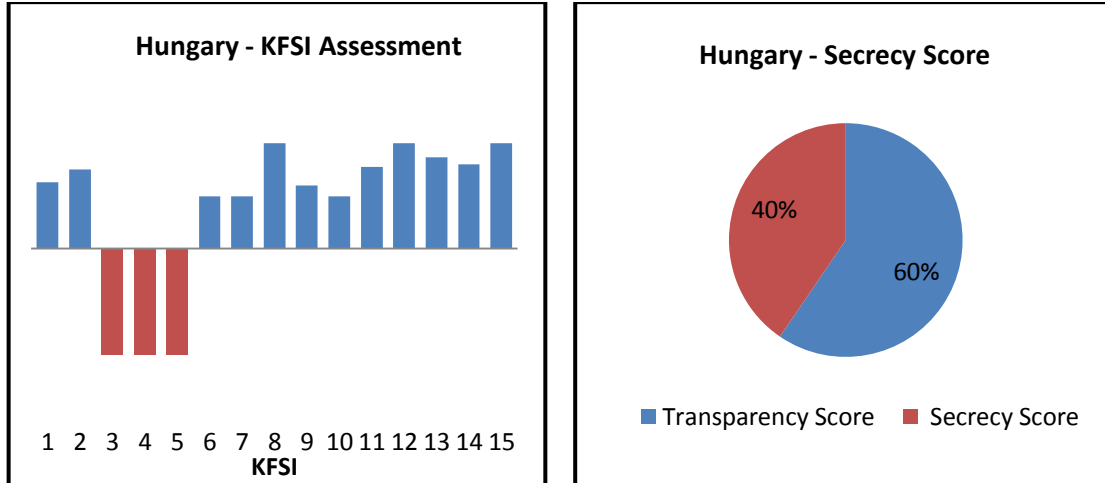 Hungary - KFSI Assessment
1 2 3 4 5 6 7 8 9 10 11 12 13 14 15
KFSI
Hungary - Secrecy Score
40%
60%
Transparency Score Secrecy Score